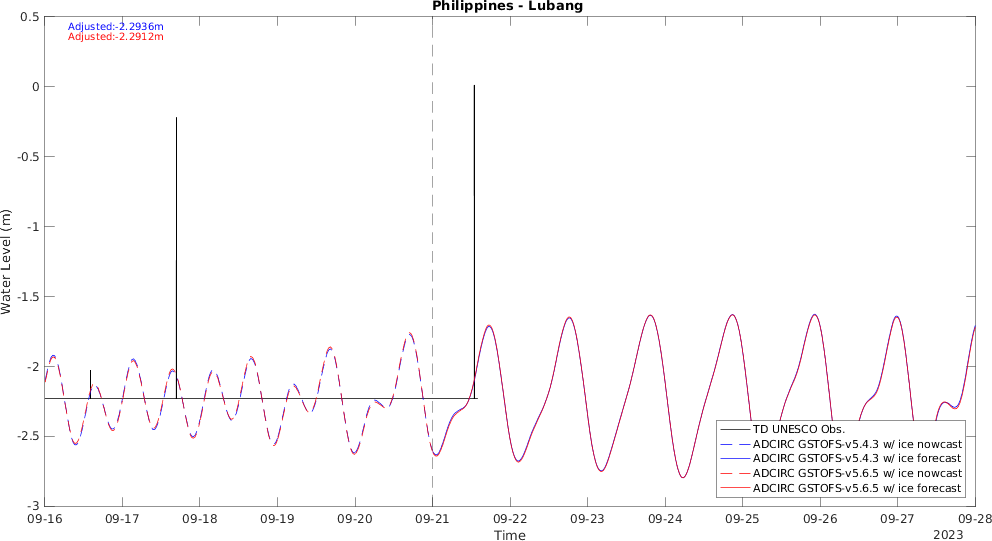 Philippines - Lubang
Adjusted:-2.2936m
Adjusted:-2.2912m
Water Level (m)
0.5
0
-0.5
-1
-1.5
-2
-2.5
-3
TD UNESCO Obs.
ADCIRC GSTOFS-v5.4.3 w/ ice nowcast
ADCIRC GSTOFS-v5.4.3 w/ ice forecast
ADCIRC GSTOFS-v5.6.5 w/ ice nowcast
ADCIRC GSTOFS-v5.6.5 w/ ice forecast
09-16 09-17 09-18 09-19 09-20 09-21 09-22 09-23 09-24 09-25 09-26 09-27 09-28
Time
2023